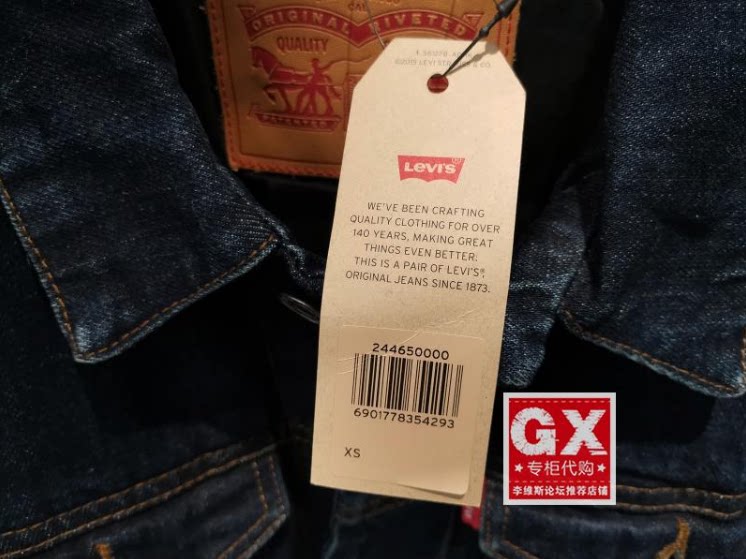 ORIGINAL RIVETED
QUALITY
PATENTED
LEVI'S
WE'VE BEEN CRAFTING
QUALITY CLOTHING FOR OVER
140 YEARS, MAKING GREAT
THINGS EVEN BETTER.
THIS IS A PAIR OF LEVI'S®,
ORIGINAL JEANS SINCE 1873.
244650000
6901778354293
XS
GX
★专柜代购★
李维斯论坛推荐店铺